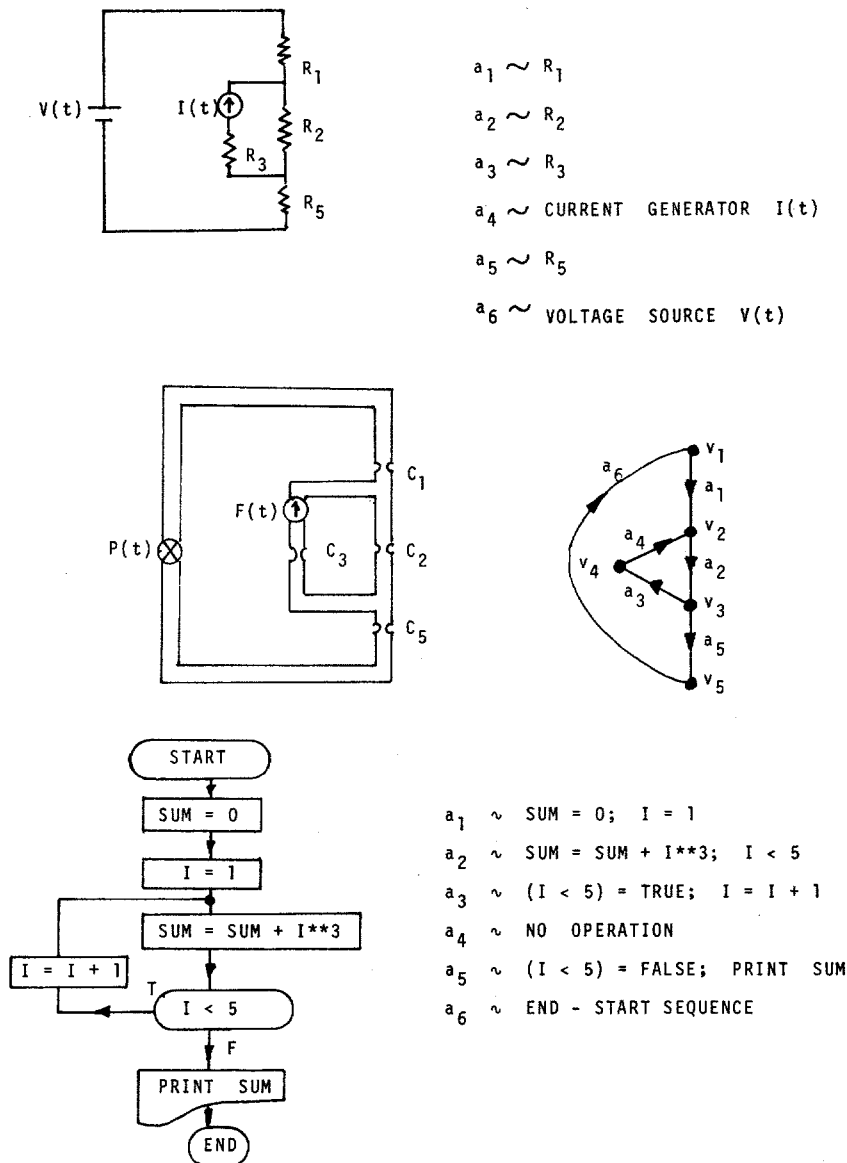 R1
V(t)
I(t)
R2
R3
R5
a1 ~ R1
a2 ~ R2
a3 ~ R3
a4 ~ CURRENT GENERATOR I(t)
a5 ~ R5
a6 ~ VOLTAGE SOURCE V(t)
C1
F(t)
P(t)
C3
C2
C5
v1
a6
a1
v2
a4
a2
v4
a3
v3
a5
v5
START
SUM = 0
I = 1
SUM = SUM + I**3
I = I + 1
T
I < 5
F
PRINT SUM
END
a1 ~ SUM = 0; I = 1
a2 ~ SUM = SUM + I**3; I < 5
a3 ~ (I < 5) = TRUE; I = I + 1
a4 ~ NO OPERATION
a5 ~ (I < 5) = FALSE; PRINT SUM
a6 ~ END - START SEQUENCE